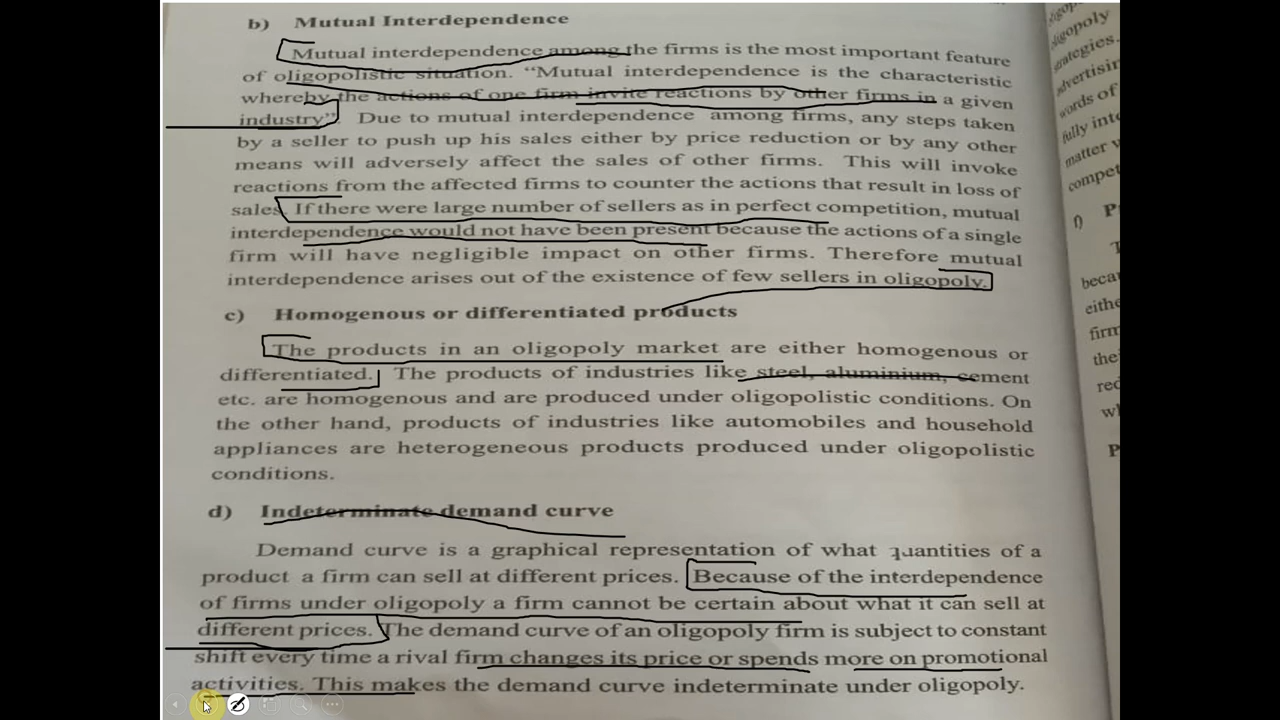 b) Mutual Interdependence
Mutual interdependence among the firms is the most important feature
of oligopolistic situation. "Mutual interdependence is the characteristic
whereby the actions of one firm invite reactions by other firms in a given
industry" Due to mutual interdependence among firms, any steps taken
by a seller to push up his sales either by price reduction or by any other
means will adversely affect the sales of other firms. This will invoke
reactions from the affected firms to counter the actions that result in loss of
sales. If there were large number of sellers as in perfect competition, mutual
interdependence would not have been present because the actions of a single
firm will have negligible impact on other firms. Therefore mutual
interdependence arises out of the existence of few sellers in oligopoly.
c) Homogenous or differentiated products
The products in an oligopoly market are either homogenous or
differentiated. The products of industries like steel, aluminium, cement
etc. are homogenous and are produced under oligopolistic conditions. On
the other hand, products of industries like automobiles and household
appliances are heterogeneous products produced under oligopolistic
conditions.
d) Indeterminate demand curve
Demand curve is a graphical representation of what quantities of a
product a firm can sell at different prices. Because of the interdependence
of firms under oligopoly a firm cannot be certain about what it can sell at
different prices. The demand curve of an oligopoly firm is subject to constant
shift every time a rival firm changes its price or spends more on promotional
activities. This makes the demand curve indeterminate under oligopoly.
oligopoly
strategies.
words of
matter w
f)